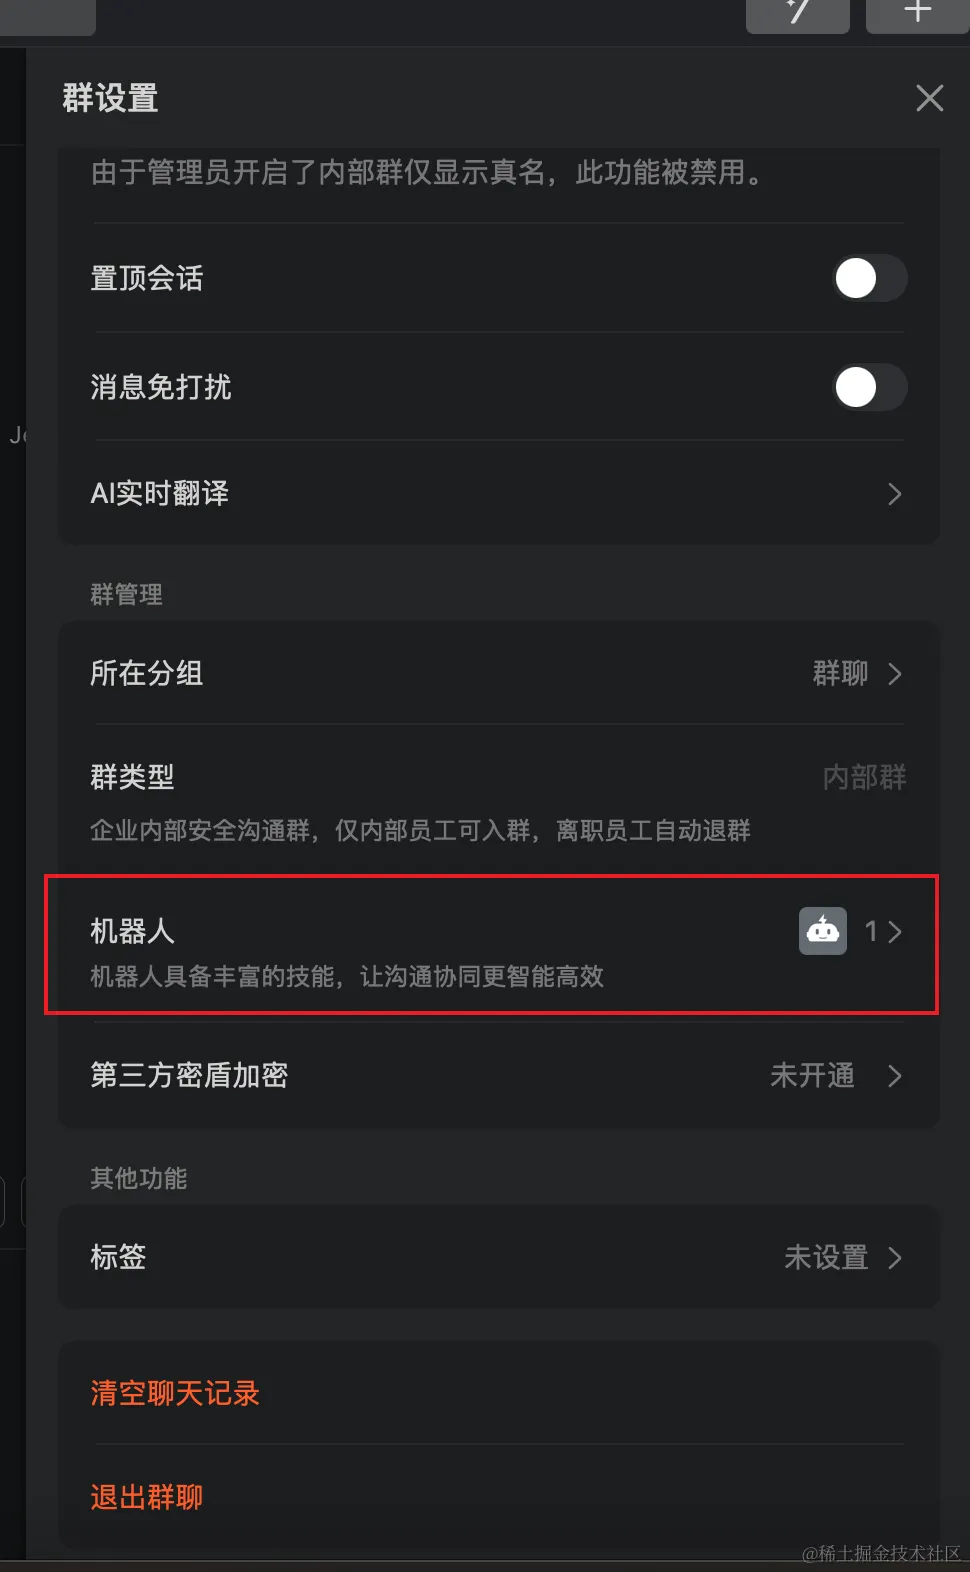 群设置
由于管理员开启了内部群仅显示真名，此功能被禁用。
置顶会话
消息免打扰
Je
AI实时翻译
群管理
所在分组 群聊
群类型 内部群
企业内部安全沟通群，仅内部员工可入群，离职员工自动退群
机器人 1
机器人具备丰富的技能，让沟通协同更智能高效
第三方密盾加密 未开通
其他功能
标签 未设置
清空聊天记录
退出群聊
@稀土掘金技术社区